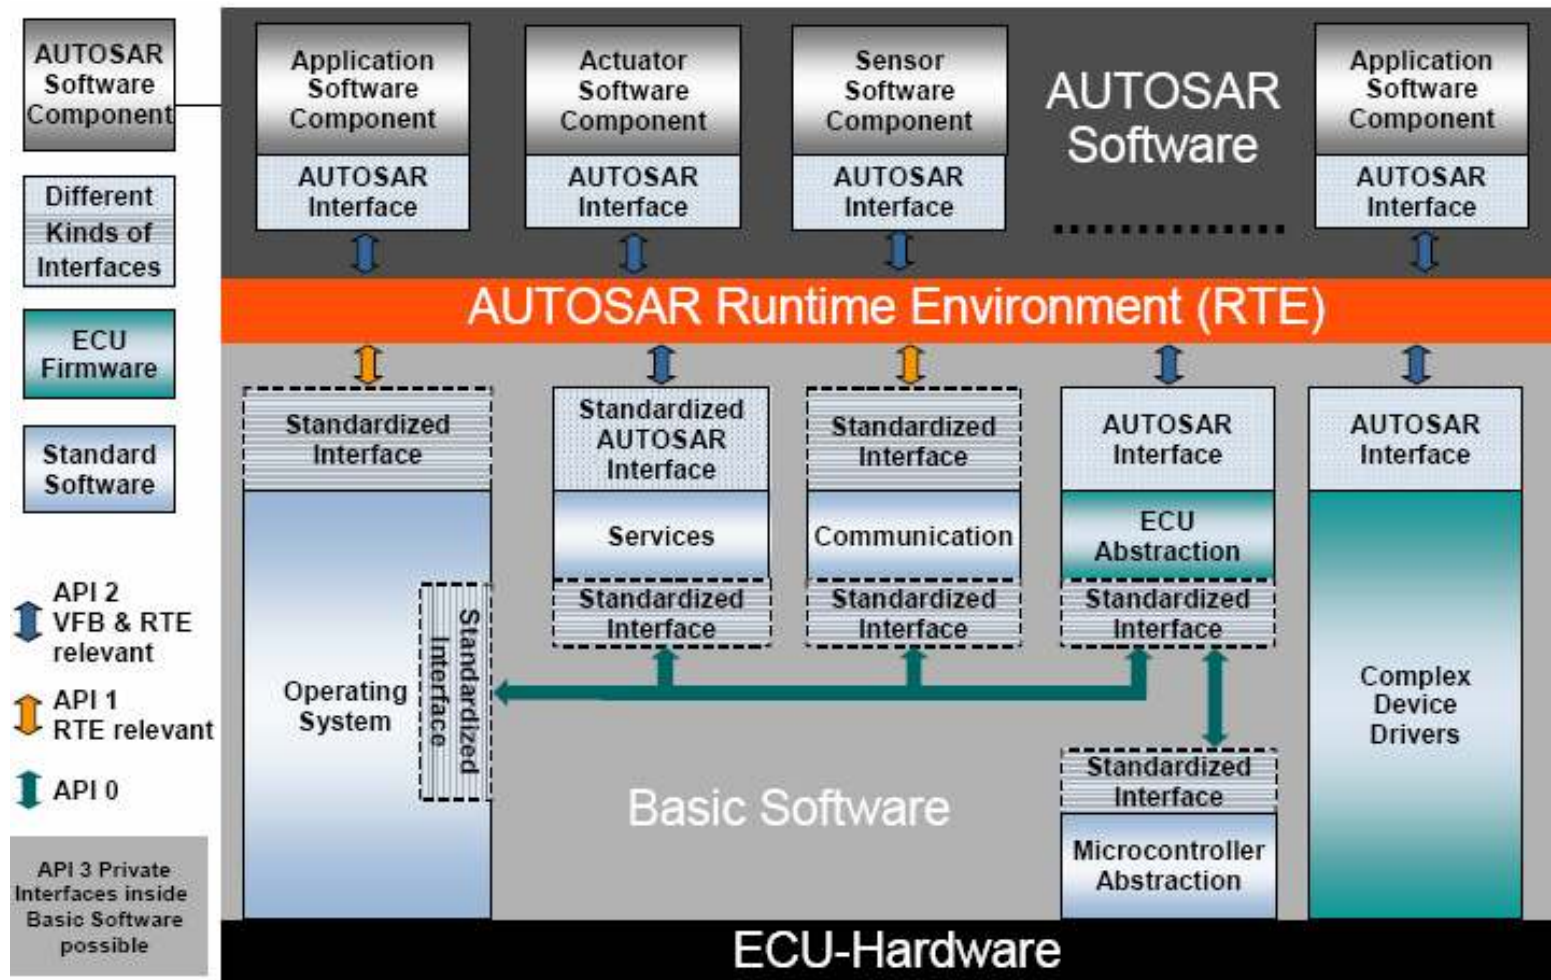 AUTOSAR
Software
Component
Different
Kinds of
Interfaces
ECU
Firmware
Standard
Software
API 2
VFB & RTE
relevant
API 1
RTE relevant
API 0
API 3 Private
Interfaces inside
Basic Software
possible
Application
Software
Component
AUTOSAR
Interface
Actuator
Software
Component
AUTOSAR
Interface
Sensor
Software
Component
AUTOSAR
Interface
AUTOSAR
Software
Application
Software
Component
AUTOSAR
Interface
AUTOSAR Runtime Environment (RTE)
Standardized
Interface
Operating
System
Standardized
Interface
Standardized
AUTOSAR
Interface
Services
Standardized
Interface
Standardized
Interface
Communication
Standardized
Interface
AUTOSAR
Interface
ECU
Abstraction
Standardized
Interface
Standardized
Interface
Microcontroller
Abstraction
AUTOSAR
Interface
Complex
Device
Drivers
Basic Software
ECU-Hardware